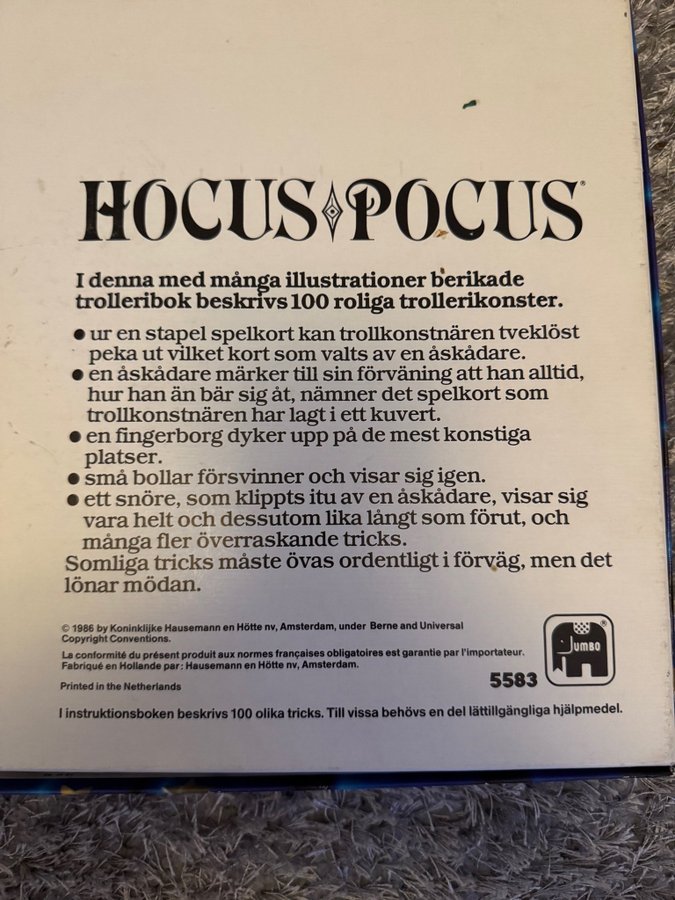 HOCUS POCUS®
I denna med många illustrationer berikade
trolleribok beskrivs 100 roliga trollerikonster.
● ur en stapel spelkort kan trollkonstnären tveklöst
peka ut vilket kort som valts av en åskådare.
● en åskådare märker till sin förväning att han alltid,
hur han än bär sig åt, nämner det spelkort som
trollkonstnären har lagt i ett kuvert.
● en fingerborg dyker upp på de mest konstiga
platser.
● små bollar försvinner och visar sig igen.
● ett snöre, som klippts itu av en åskådare, visar sig
vara helt och dessutom lika långt som förut, och
många fler överraskande tricks.
Somliga tricks måste övas ordentligt i förväg, men det
lönar mödan.
© 1986 by Koninklijke Hausemann en Hötte nv, Amsterdam, under Berne and Universal
Copyright Conventions.
La conformité du présent produit aux normes françaises obligatoires est garantie par l'importateur.
Fabriqué en Hollande par: Hausemann en Hötte nv, Amsterdam.
Printed in the Netherlands
5583
JUMBO®
I instruktionsboken beskrivs 100 olika tricks. Till vissa behövs en del lättillgängliga hjälpmedel.